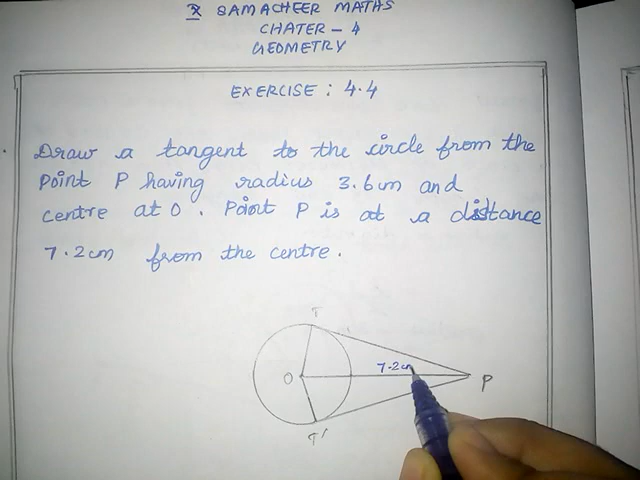 X SAMACHEER MATHS
CHATER - 4
GEOMETRY
EXERCISE : 4.4
Draw a tangent to the circle from the
point P having radius 3.6cm and
centre at O. Point P is at a distance
7.2cm from the centre.
T
7.2cm
O
P
T'